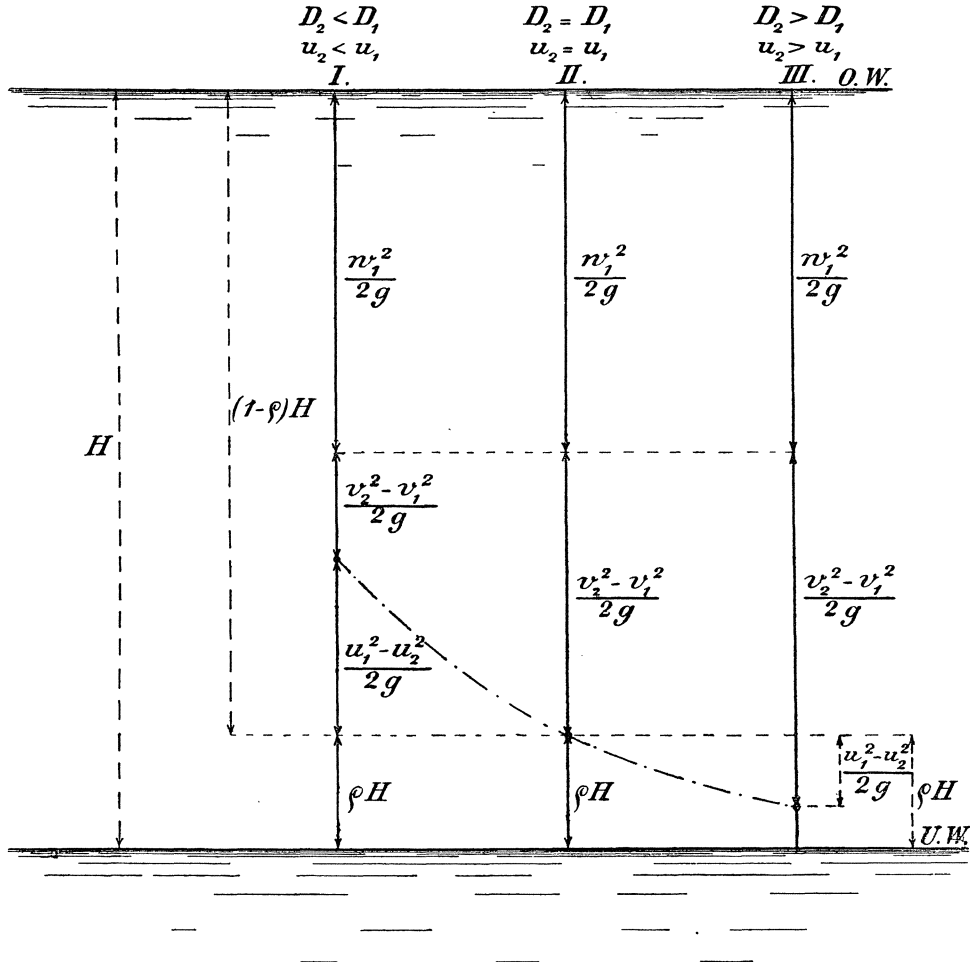 D₂ < D₁ D₂ = D₁ D₂ > D₁
u₂ < u₁ u₂ = u₁ u₂ > u₁
I. II. III. O.W.
w₁²/2g w₁²/2g w₁²/2g
(1-ϱ)H
H
v₂²-v₁²/2g
v₂²-v₁²/2g v₂²-v₁²/2g
u₁²-u₂²/2g
u₁²-u₂²/2g
ϱH ϱH ϱH
U.W.